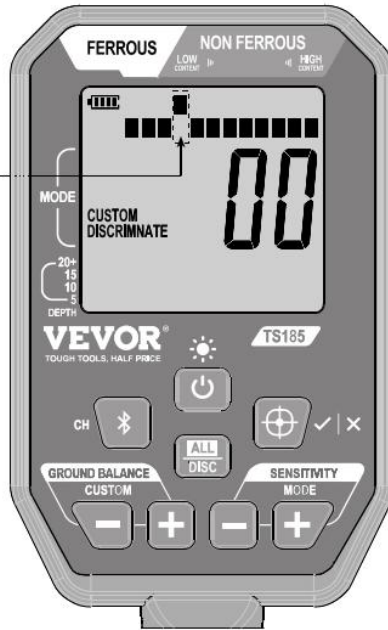 FERROUS
NON FERROUS
LOW
CONTENT
HIGH
CONTENT
00
MODE
CUSTOM
DISCRIMNATE
20+
15
10
5
DEPTH
VEVOR®
TOUGH TOOLS, HALF PRICE
TS185
CH
ALL
DISC
GROUND BALANCE
CUSTOM
SENSITIVITY
MODE
- + - +